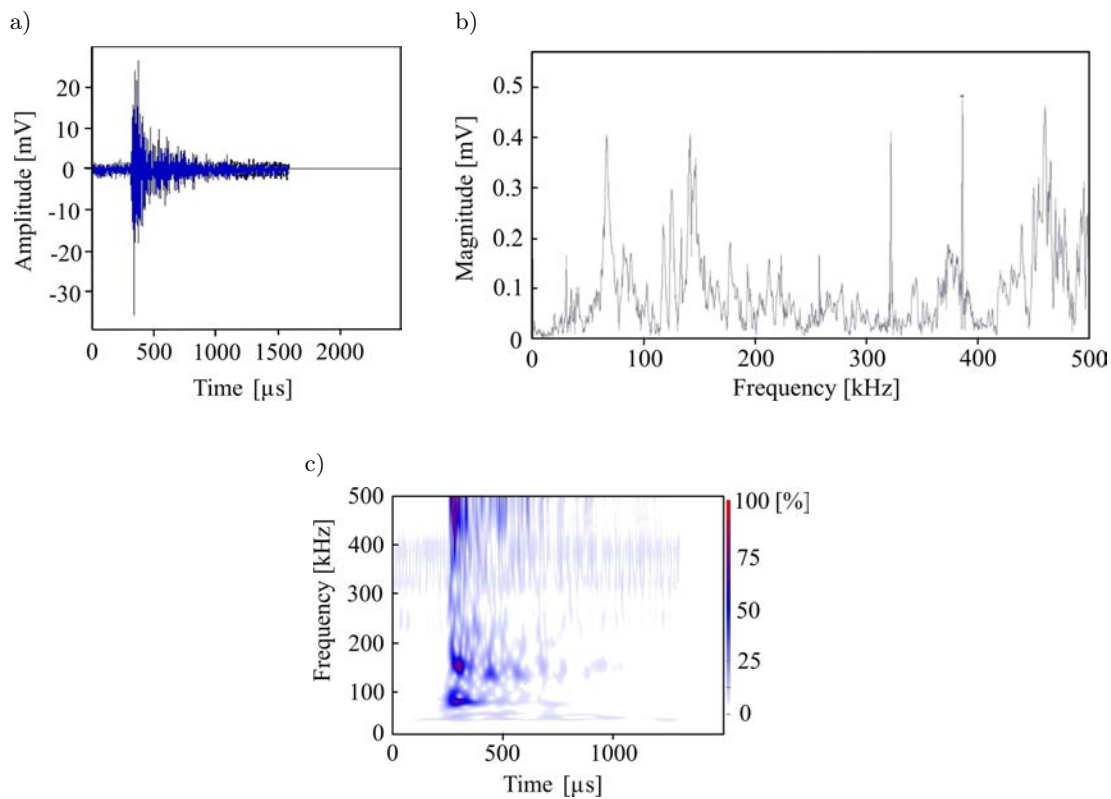 a)
Amplitude [mV]
20
10
0
-10
-20
-30
0 500 1000 1500 2000
Time [µs]
b)
Magnitude [mV]
0.5
0.4
0.3
0.2
0.1
0
0 100 200 300 400 500
Frequency [kHz]
c)
Frequency [kHz]
500
400
300
200
100
0
0 500 1000
Time [µs]
100 [%]
75
50
25
0